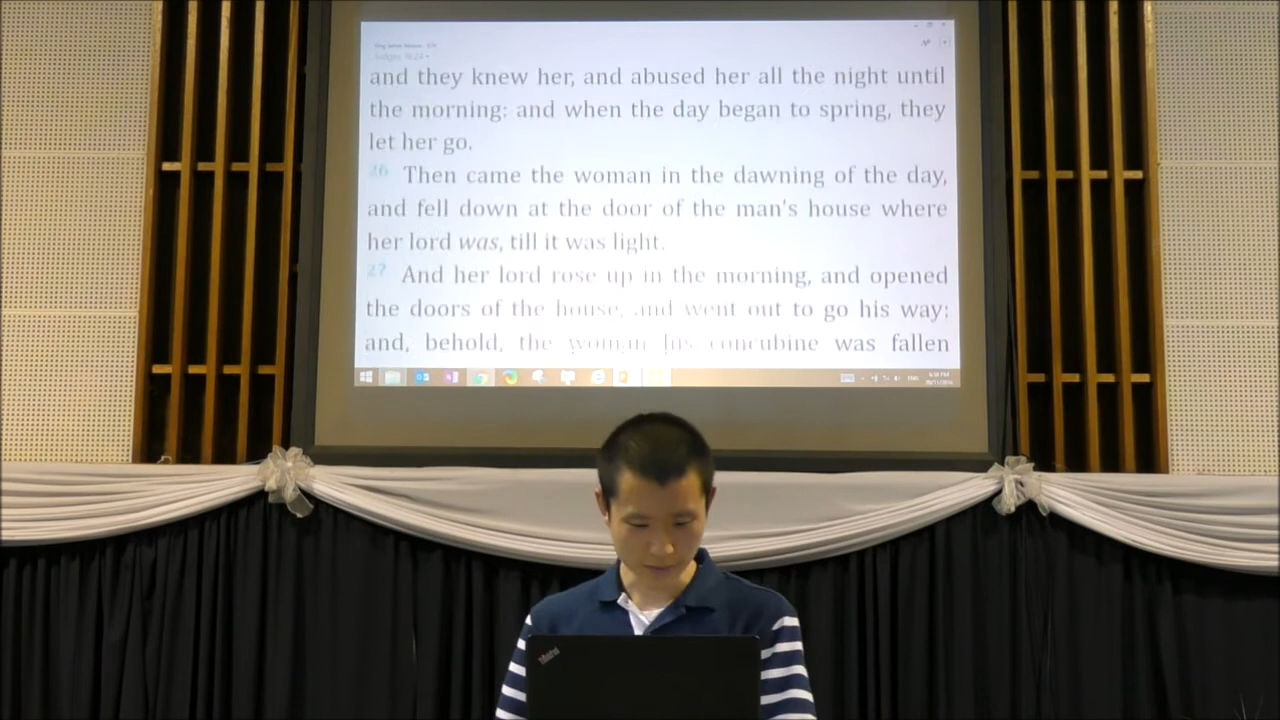 and they knew her, and abused her all the night until
the morning: and when the day began to spring, they
let her go.
26 Then came the woman in the dawning of the day,
and fell down at the door of the man's house where
her lord was, till it was light.
27 And her lord rose up in the morning, and opened
the doors of the house, and went out to go his way:
and, behold, the woman his concubine was fallen